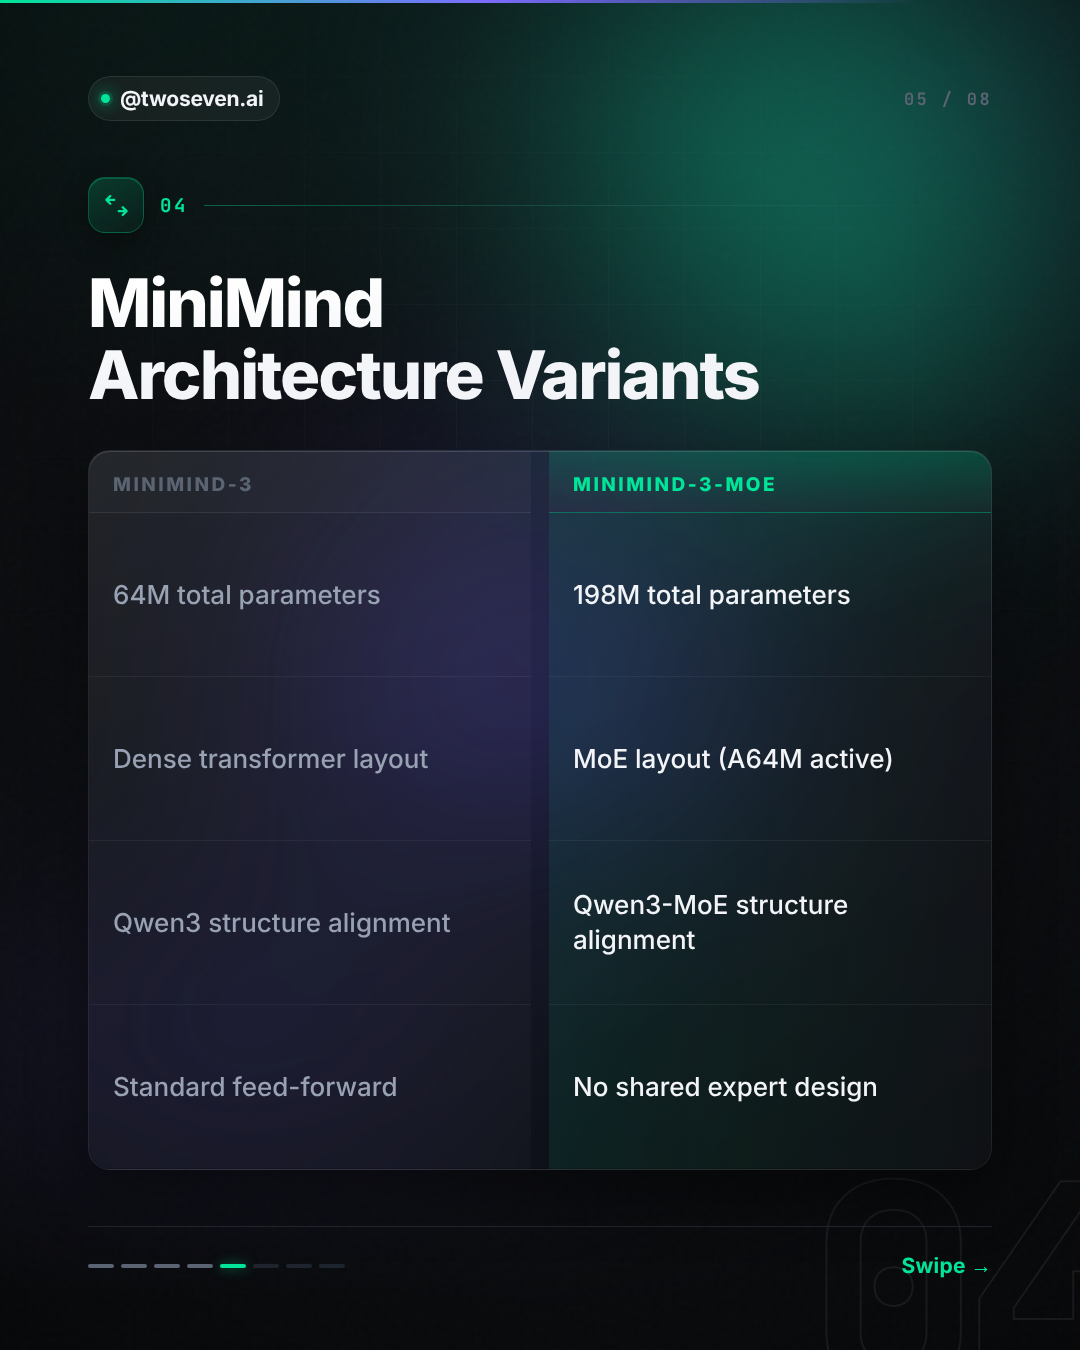 @twoseven.ai
05 / 08
04
MiniMind
Architecture Variants
MINIMIND-3
MINIMIND-3-MOE
64M total parameters
198M total parameters
Dense transformer layout
MoE layout (A64M active)
Qwen3 structure alignment
Qwen3-MoE structure
alignment
Standard feed-forward
No shared expert design
04
Swipe →